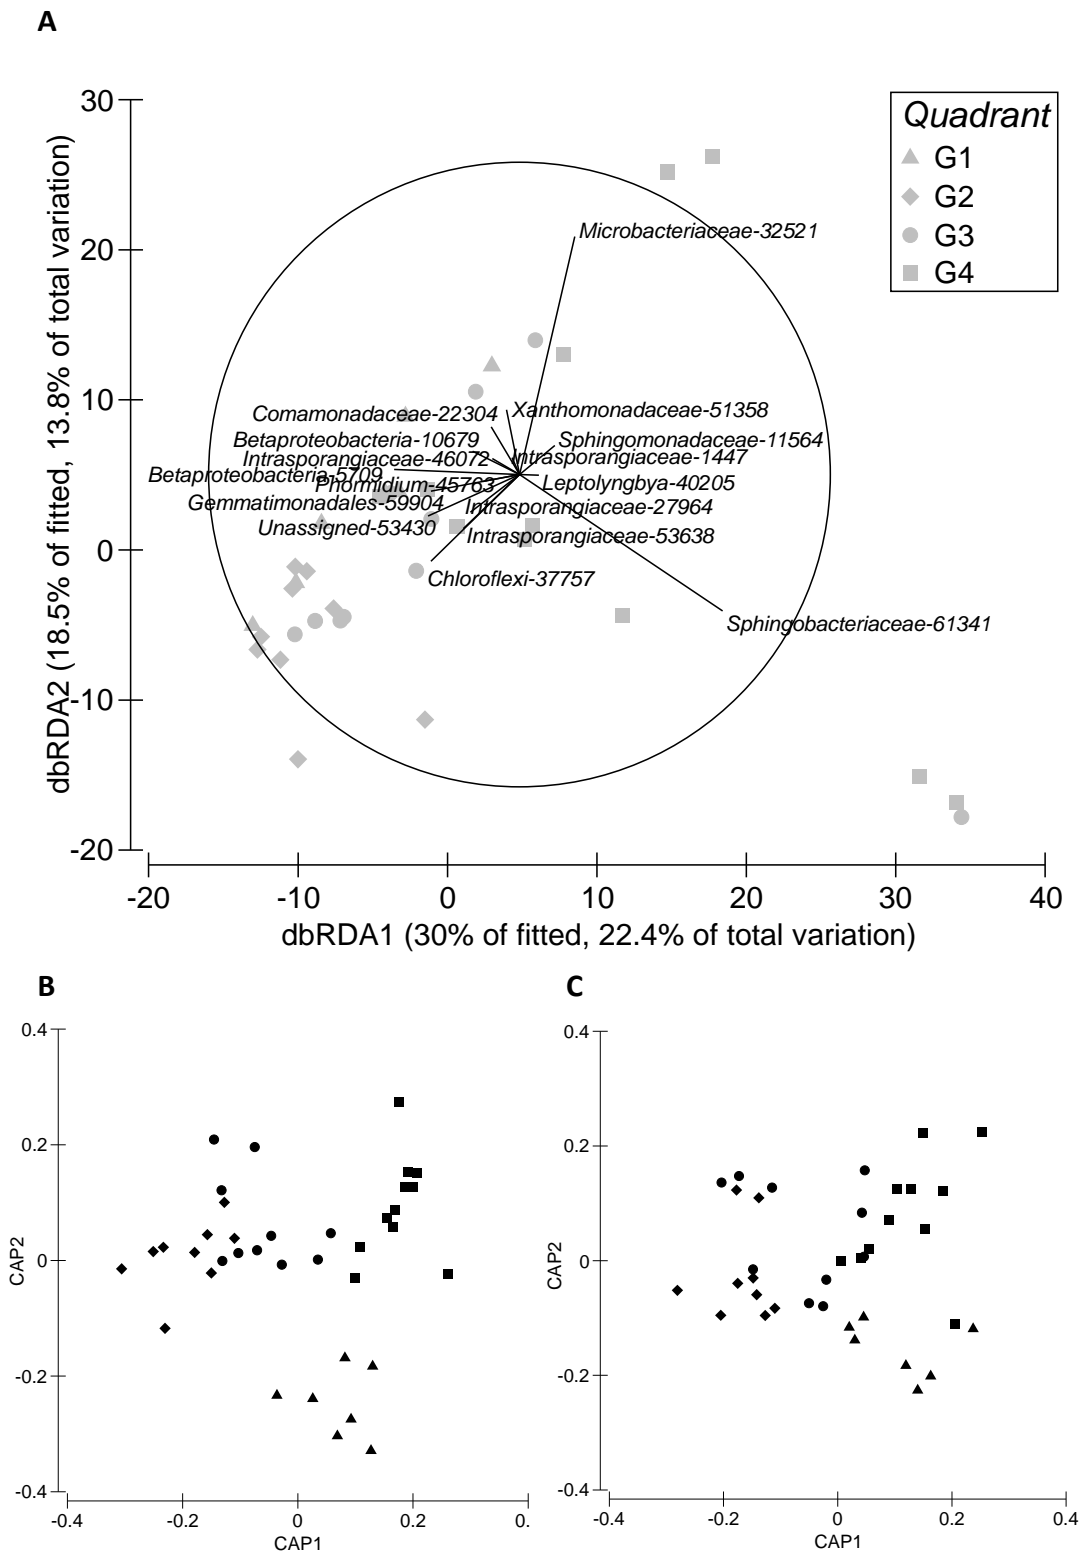 A
30
20
10
0
-10
-20
dbRDA2 (18.5% of fitted, 13.8% of total variation)
Quadrant
G1
G2
G3
G4
Microbacteriaceae-32521
Comamonadaceae-22304
Xanthomonadaceae-51358
Betaproteobacteria-10679
Sphingomonadaceae-11564
Intrasporangiaceae-46072
Intrasporangiaceae-1447
Betaproteobacteria-5709
Phormidium-45763
Leptolyngbya-40205
Gemmatimonadales-59904
Intrasporangiaceae-27964
Unassigned-53430
Intrasporangiaceae-53638
Chloroflexi-37757
Sphingobacteriaceae-61341
-20 -10 0 10 20 30 40
dbRDA1 (30% of fitted, 22.4% of total variation)
B
0.4
0.2
0
-0.2
-0.4
CAP2
-0.4 -0.2 0 0.2 0.
CAP1
C
0.4
0.2
0
-0.2
-0.4
CAP2
-0.4 -0.2 0 0.2 0.4
CAP1